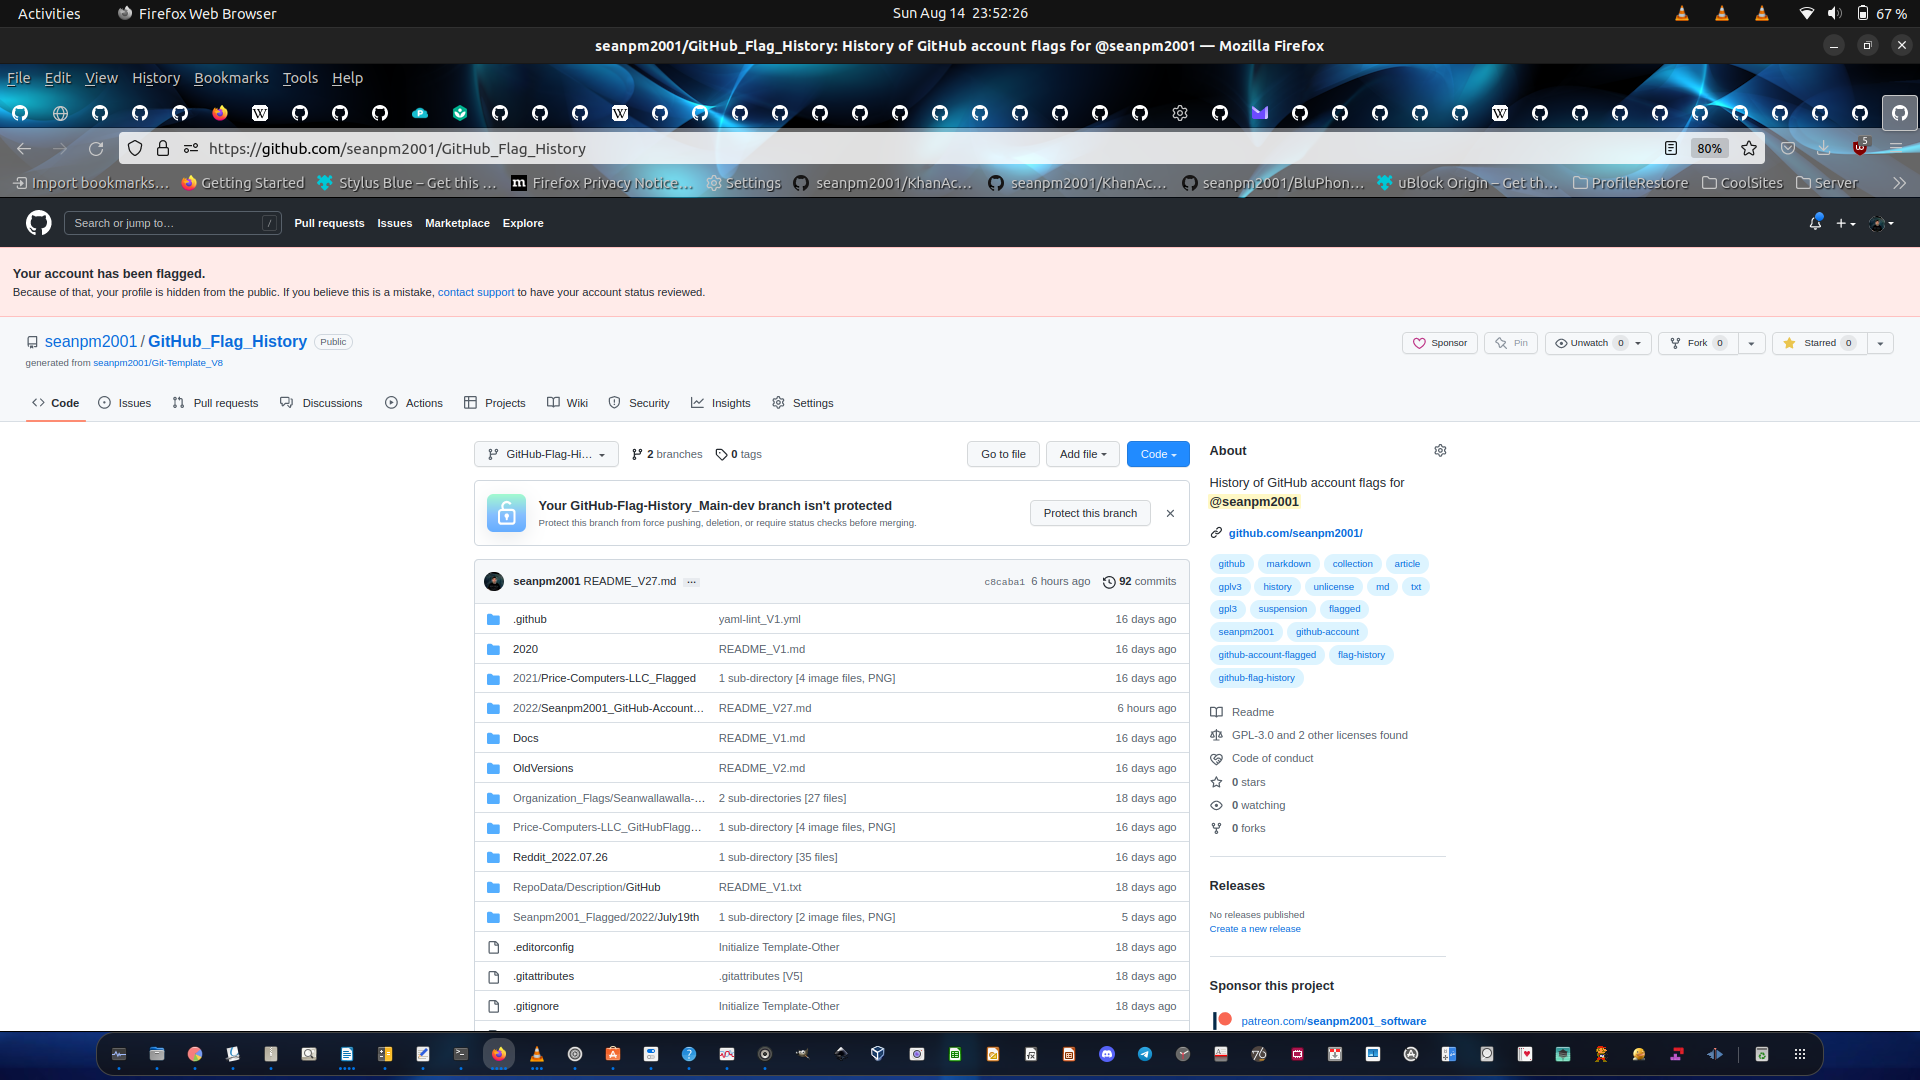 Activities
Firefox Web Browser
Sun Aug 14 23:52:26
67 %
seanpm2001/GitHub_Flag_History: History of GitHub account flags for @seanpm2001 — Mozilla Firefox
File Edit View History Bookmarks Tools Help
https://github.com/seanpm2001/GitHub_Flag_History
80%
5
Import bookmarks…
Getting Started
Stylus Blue – Get this …
Firefox Privacy Notice…
Settings
seanpm2001/KhanAc…
seanpm2001/KhanAc…
seanpm2001/BluPhon…
uBlock Origin – Get th…
ProfileRestore
CoolSites
Server
Search or jump to…
/
Pull requests
Issues
Marketplace
Explore
Your account has been flagged.
Because of that, your profile is hidden from the public. If you believe this is a mistake, contact support to have your account status reviewed.
seanpm2001 / GitHub_Flag_History
Public
generated from seanpm2001/Git-Template_V8
Sponsor
Pin
Unwatch 0
Fork 0
Starred 0
Code
Issues
Pull requests
Discussions
Actions
Projects
Wiki
Security
Insights
Settings
GitHub-Flag-Hi…
2 branches
0 tags
Go to file
Add file
Code
Your GitHub-Flag-History_Main-dev branch isn't protected
Protect this branch from force pushing, deletion, or require status checks before merging.
Protect this branch
seanpm2001 README_V27.md
c8caba1 6 hours ago
92 commits
.github yaml-lint_V1.yml 16 days ago
2020 README_V1.md 16 days ago
2021/Price-Computers-LLC_Flagged 1 sub-directory [4 image files, PNG] 16 days ago
2022/Seanpm2001_GitHub-Account… README_V27.md 6 hours ago
Docs README_V1.md 16 days ago
OldVersions README_V2.md 16 days ago
Organization_Flags/Seanwallawalla-… 2 sub-directories [27 files] 18 days ago
Price-Computers-LLC_GitHubFlagg… 1 sub-directory [4 image files, PNG] 16 days ago
Reddit_2022.07.26 1 sub-directory [35 files] 16 days ago
RepoData/Description/GitHub README_V1.txt 18 days ago
Seanpm2001_Flagged/2022/July19th 1 sub-directory [2 image files, PNG] 5 days ago
.editorconfig Initialize Template-Other 18 days ago
.gitattributes .gitattributes [V5] 18 days ago
.gitignore Initialize Template-Other 18 days ago
About
History of GitHub account flags for
@seanpm2001
github.com/seanpm2001/
github markdown collection article
gplv3 history unlicense md txt
gpl3 suspension flagged
seanpm2001 github-account
github-account-flagged flag-history
github-flag-history
Readme
GPL-3.0 and 2 other licenses found
Code of conduct
0 stars
0 watching
0 forks
Releases
No releases published
Create a new release
Sponsor this project
patreon.com/seanpm2001_software